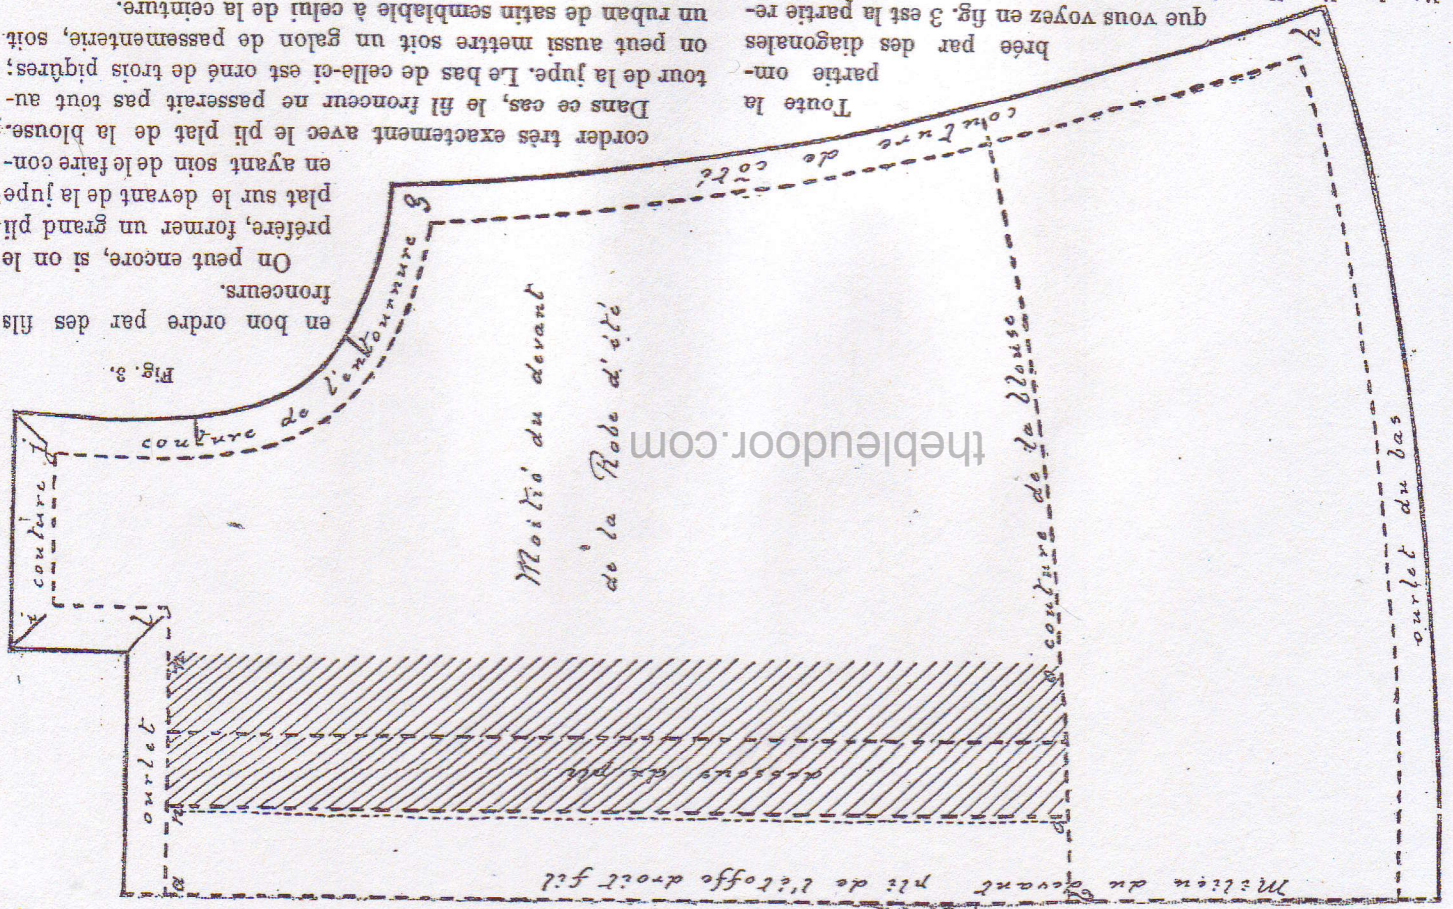 en bon ordre par des fils
fronceurs.
On peut encore, si on le
préfère, former un grand pli
plat sur le devant de la jupe
en ayant soin de le faire con-
corder très exactement avec le pli plat de la blouse.
Dans ce cas, le fil fronceur ne passerait pas tout au-
tour de la jupe. Le bas de celle-ci est orné de trois piqûres;
on peut aussi mettre soit un galon de passementerie, soit
un ruban de satin semblable à celui de la ceinture.
Toute la
partie om-
brée par des diagonales
que vous voyez en fig. 3 est la partie re-
Fig. 3.
Milieu du devant pli de l'étoffe droit fil
dessous du pli
ourlet
couture
couture de l'entournure
Moitié du devant
de la Robe d'été
couture de la blouse
couture de côté
ourlet du bas
i
j
g
h
l
thebleudoor.com